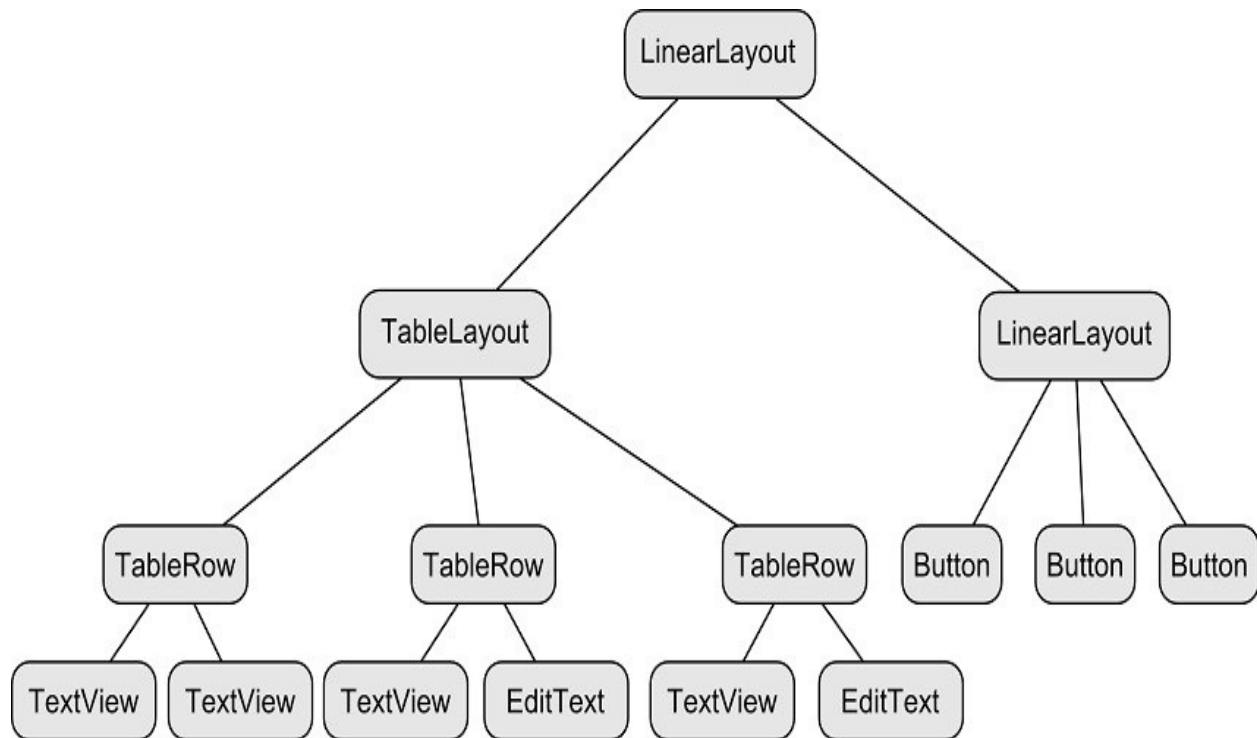 LinearLayout
TableLayout
LinearLayout
TableRow
TableRow
TableRow
Button
Button
Button
TextView
TextView
TextView
EditText
TextView
EditText